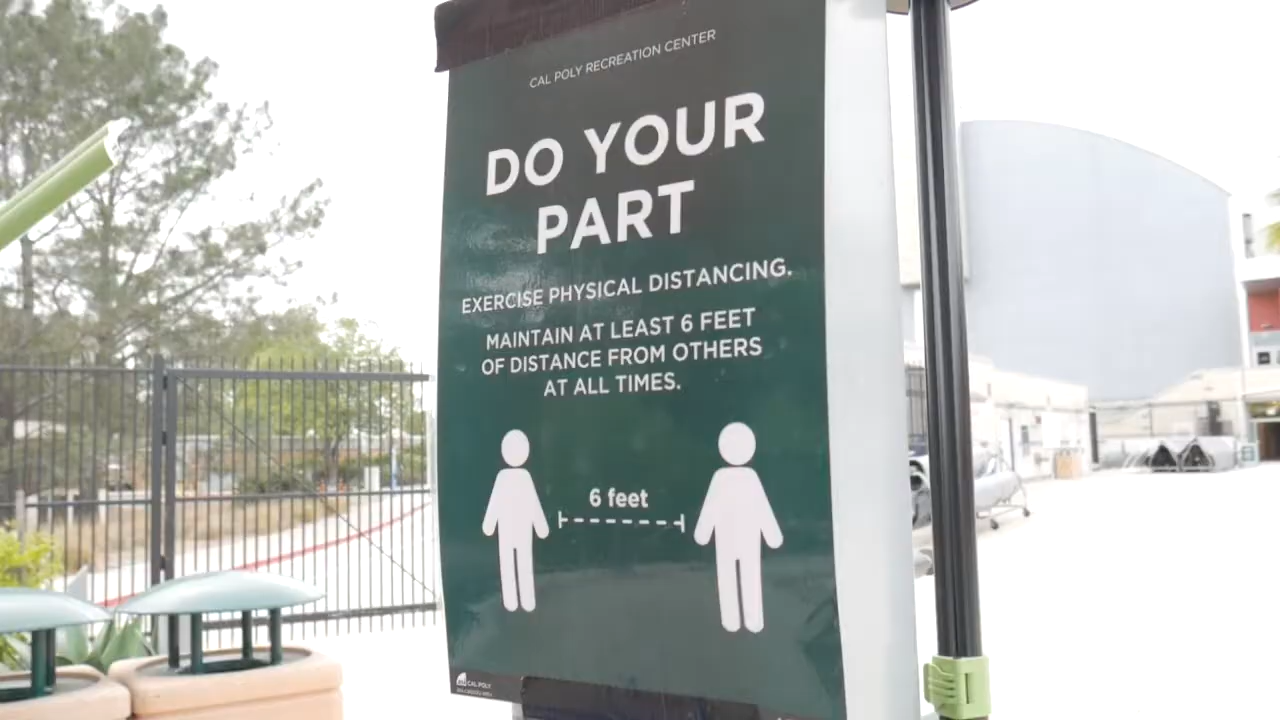 CAL POLY RECREATION CENTER
DO YOUR
PART
EXERCISE PHYSICAL DISTANCING.
MAINTAIN AT LEAST 6 FEET
OF DISTANCE FROM OTHERS
AT ALL TIMES.
6 feet
CAL POLY